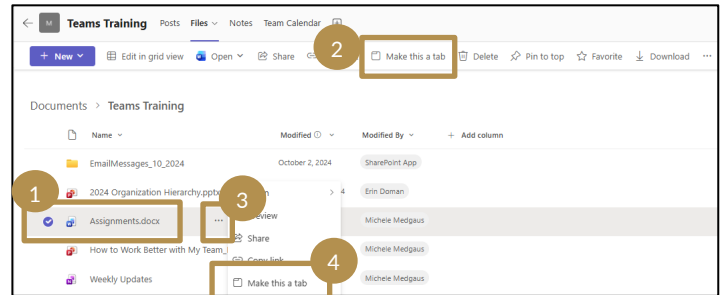 M Teams Training Posts Files Notes Team Calendar
2
+ New Edit in grid view Open Share Make this a tab Delete Pin to top Favorite Download ...
Documents > Teams Training
Name Modified Modified By + Add column
EmailMessages_10_2024 October 2, 2024 SharePoint App
1 2024 Organization Hierarchy.pptx 3 4 Erin Doman
Assignments.docx ... Michele Medgaus
Share
How to Work Better with My Team_ Copy link 4 Michele Medgaus
Weekly Updates Make this a tab Michele Medgaus